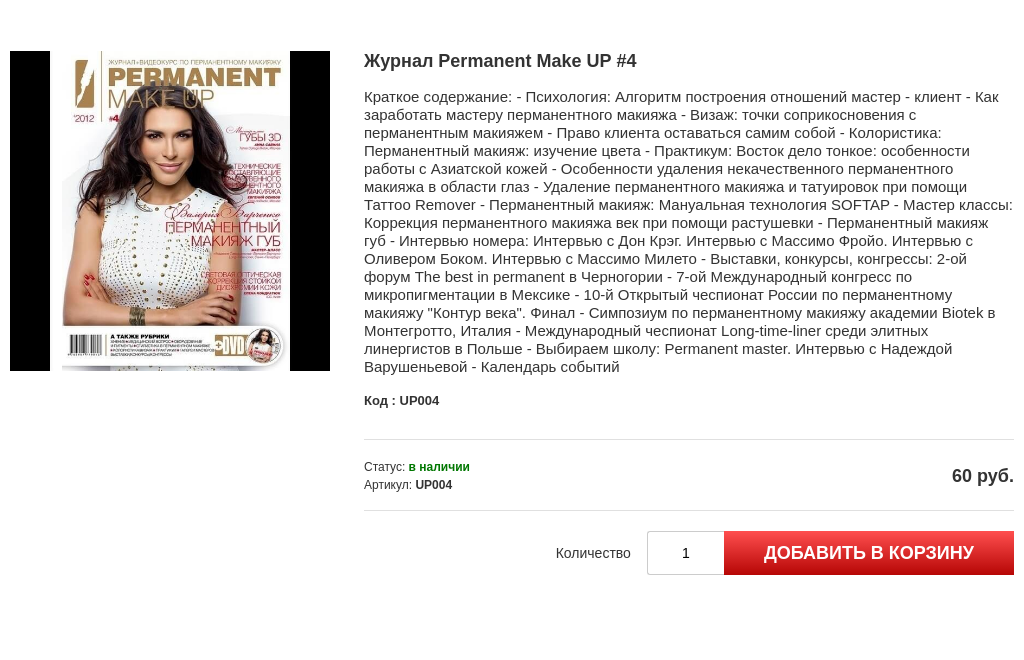 ЖУРНАЛ+ВИДЕОКУРС ПО ПЕРМАНЕНТНОМУ МАКИЯЖУ
PERMANENT
MAKE UP
'2012 #4
ГУБЫ 3D
ТЕХНИЧЕСКИЕ
СОСТАВЛЯЮЩИЕ
МАКИЯЖА
Валерия Барченко
ПЕРМАНЕНТНЫЙ
МАКИЯЖ ГУБ
СВЕТОВАЯ ОПТИЧЕСКАЯ
КОРРЕКЦИЯ СТОЙКОЙ
ДИСХРОМИИ КОЖИ
А ТАКЖЕ РУБРИКИ
+DVD
Журнал Permanent Make UP #4
Краткое содержание: - Психология: Алгоритм построения отношений мастер - клиент - Как
заработать мастеру перманентного макияжа - Визаж: точки соприкосновения с
перманентным макияжем - Право клиента оставаться самим собой - Колористика:
Перманентный макияж: изучение цвета - Практикум: Восток дело тонкое: особенности
работы с Азиатской кожей - Особенности удаления некачественного перманентного
макияжа в области глаз - Удаление перманентного макияжа и татуировок при помощи
Tattoo Remover - Перманентный макияж: Мануальная технология SOFTAP - Мастер классы:
Коррекция перманентного макияжа век при помощи растушевки - Перманентный макияж
губ - Интервью номера: Интервью с Дон Крэг. Интервью с Массимо Фройо. Интервью с
Оливером Боком. Интервью с Массимо Милето - Выставки, конкурсы, конгрессы: 2-ой
форум The best in permanent в Черногории - 7-ой Международный конгресс по
микропигментации в Мексике - 10-й Открытый чеспионат России по перманентному
макияжу "Контур века". Финал - Симпозиум по перманентному макияжу академии Biotek в
Монтегротто, Италия - Международный чеспионат Long-time-liner среди элитных
линергистов в Польше - Выбираем школу: Permanent master. Интервью с Надеждой
Варушеньевой - Календарь событий
Код : UP004
Статус: в наличии
Артикул: UP004
60 руб.
Количество 1 ДОБАВИТЬ В КОРЗИНУ